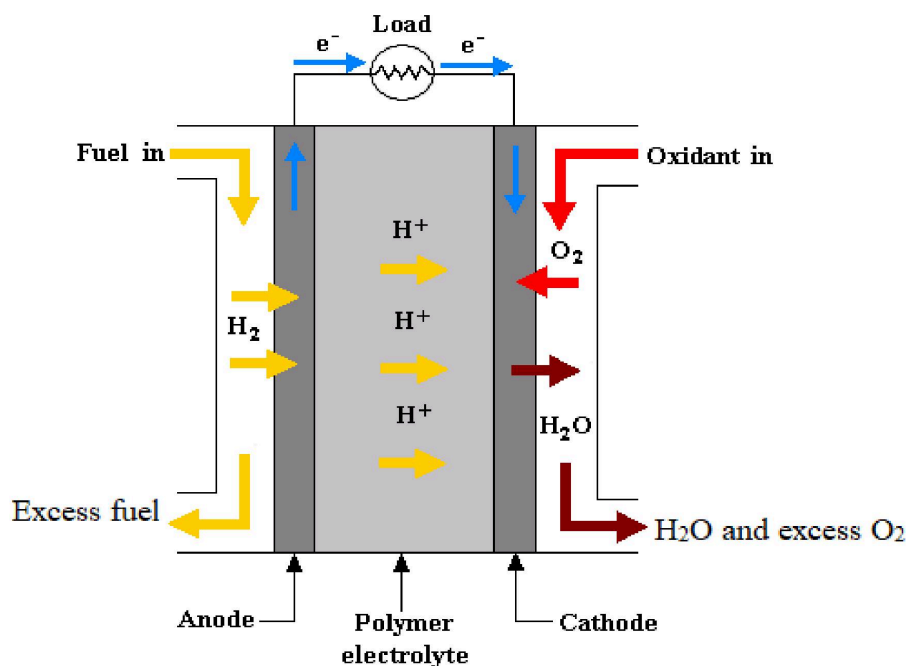 Load
e⁻ e⁻
Fuel in
Oxidant in
H⁺
O₂
H⁺
H₂
H⁺
H₂O
Excess fuel
H₂O and excess O₂
Anode
Polymer
electrolyte
Cathode